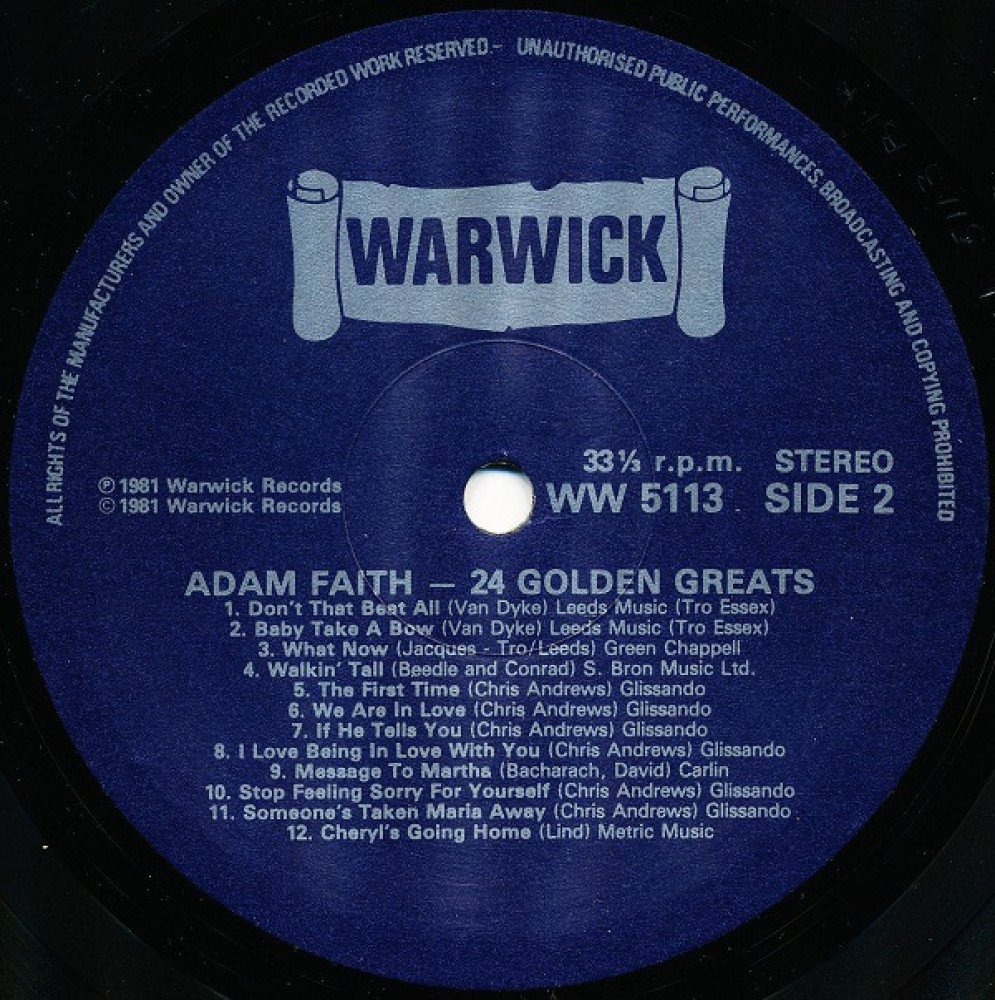 ALL RIGHTS OF THE MANUFACTURERS AND OWNER OF THE RECORDED WORK RESERVED - UNAUTHORISED PUBLIC PERFORMANCES, BROADCASTING AND COPYING PROHIBITED
WARWICK
33⅓ r.p.m. STEREO
℗ 1981 Warwick Records
© 1981 Warwick Records
WW 5113 SIDE 2
ADAM FAITH — 24 GOLDEN GREATS
1. Don't That Beat All (Van Dyke) Leeds Music (Tro Essex)
2. Baby Take A Bow (Van Dyke) Leeds Music (Tro Essex)
3. What Now (Jacques - Tro/Leeds) Green Chappell
4. Walkin' Tall (Beedle and Conrad) S. Bron Music Ltd.
5. The First Time (Chris Andrews) Glissando
6. We Are In Love (Chris Andrews) Glissando
7. If He Tells You (Chris Andrews) Glissando
8. I Love Being In Love With You (Chris Andrews) Glissando
9. Message To Martha (Bacharach, David) Carlin
10. Stop Feeling Sorry For Yourself (Chris Andrews) Glissando
11. Someone's Taken Maria Away (Chris Andrews) Glissando
12. Cheryl's Going Home (Lind) Metric Music